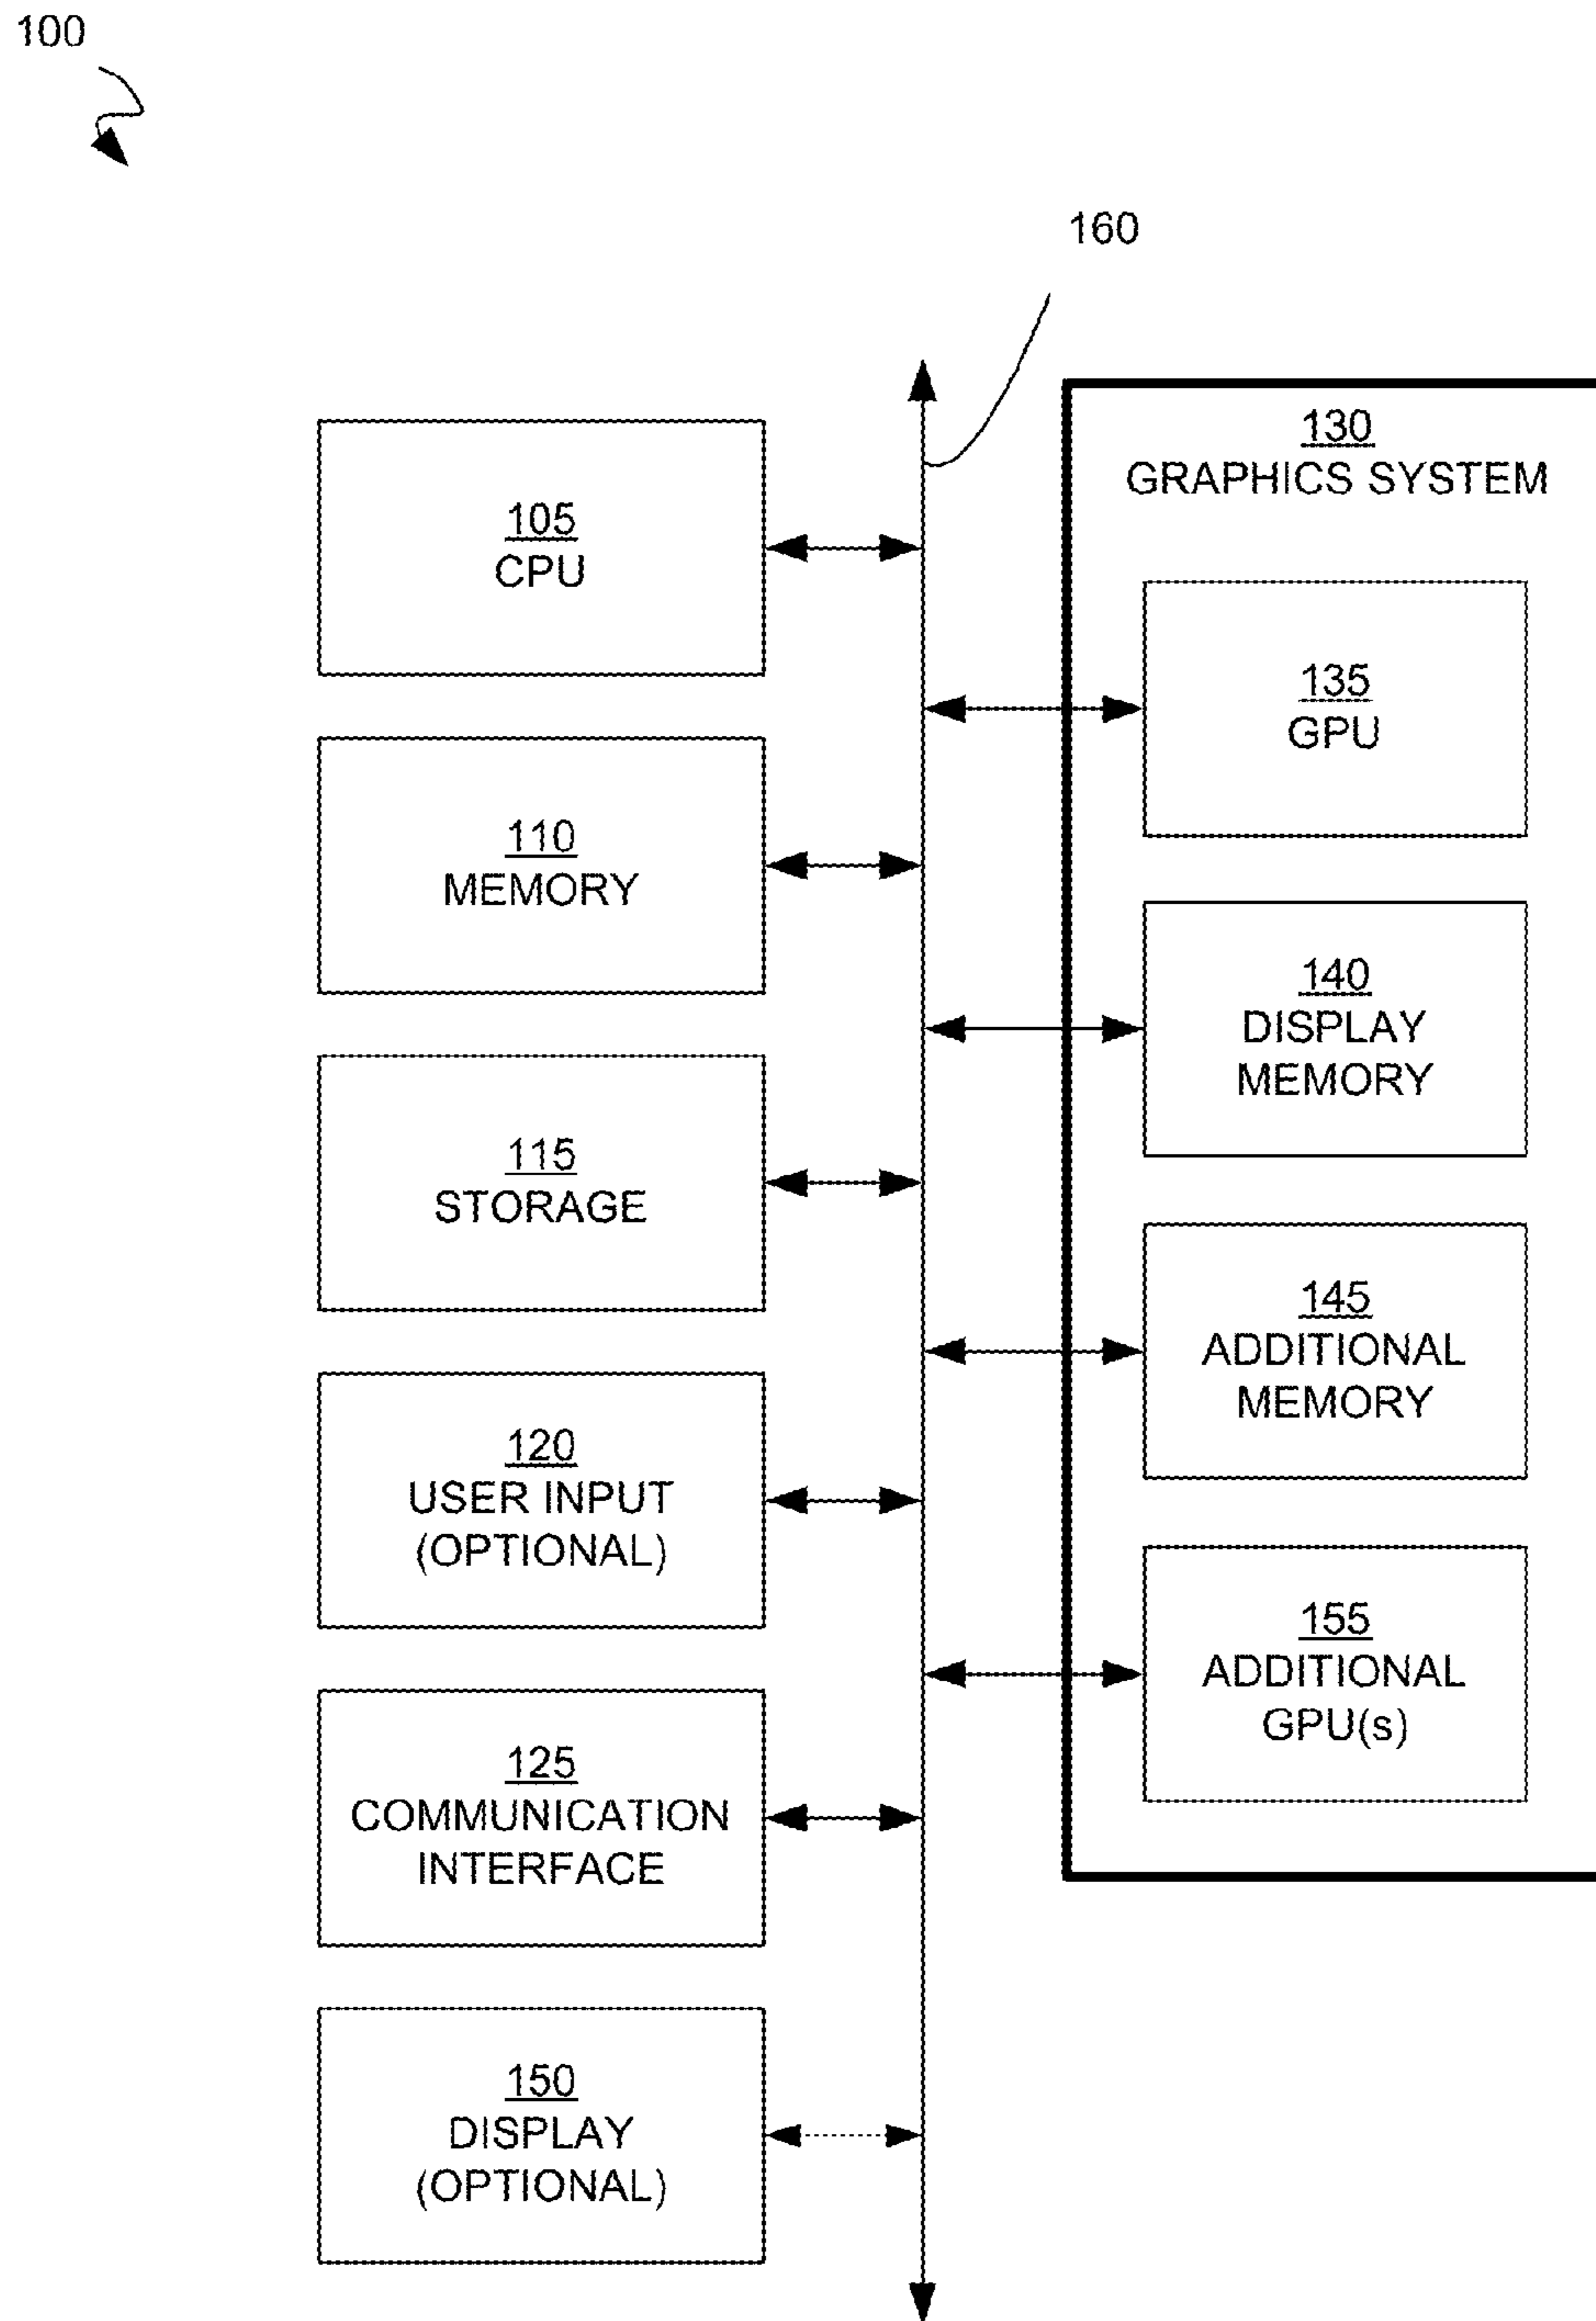 100
160
105
CPU
110
MEMORY
115
STORAGE
120
USER INPUT
(OPTIONAL)
125
COMMUNICATION
INTERFACE
150
DISPLAY
(OPTIONAL)
130
GRAPHICS SYSTEM
135
GPU
140
DISPLAY
MEMORY
145
ADDITIONAL
MEMORY
155
ADDITIONAL
GPU(s)